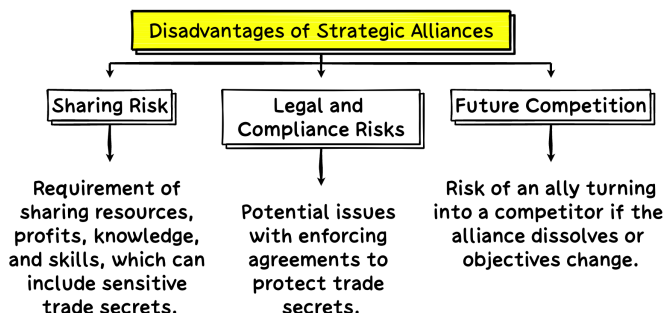 Disadvantages of Strategic Alliances
Sharing Risk
Requirement of
sharing resources,
profits, knowledge,
and skills, which can
include sensitive
trade secrets.
Legal and
Compliance Risks
Potential issues
with enforcing
agreements to
protect trade
secrets.
Future Competition
Risk of an ally turning
into a competitor if the
alliance dissolves or
objectives change.